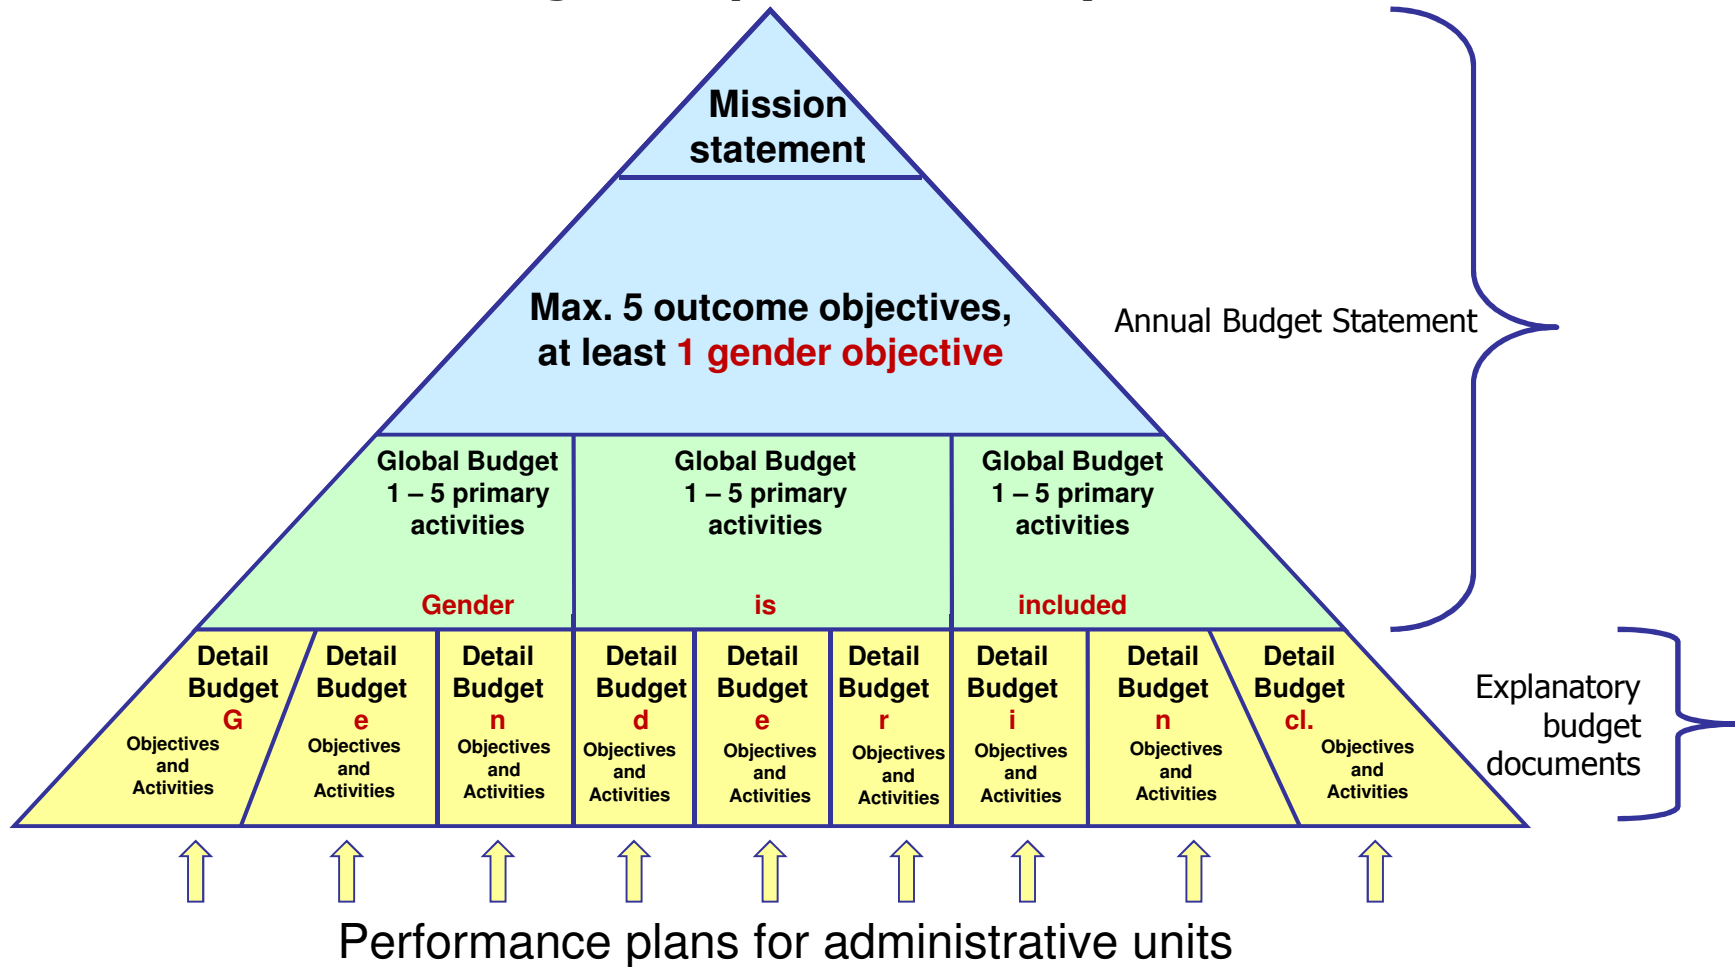 Mission
statement
Max. 5 outcome objectives,
at least 1 gender objective
Annual Budget Statement
Global Budget
1 – 5 primary
activities
Gender
Global Budget
1 – 5 primary
activities
is
Global Budget
1 – 5 primary
activities
included
Detail
Budget
G
Objectives
and
Activities
Detail
Budget
e
Objectives
and
Activities
Detail
Budget
n
Objectives
and
Activities
Detail
Budget
d
Objectives
and
Activities
Detail
Budget
e
Objectives
and
Activities
Detail
Budget
r
Objectives
and
Activities
Detail
Budget
i
Objectives
and
Activities
Detail
Budget
n
Objectives
and
Activities
Detail
Budget
cl.
Objectives
and
Activities
Explanatory
budget
documents
Performance plans for administrative units